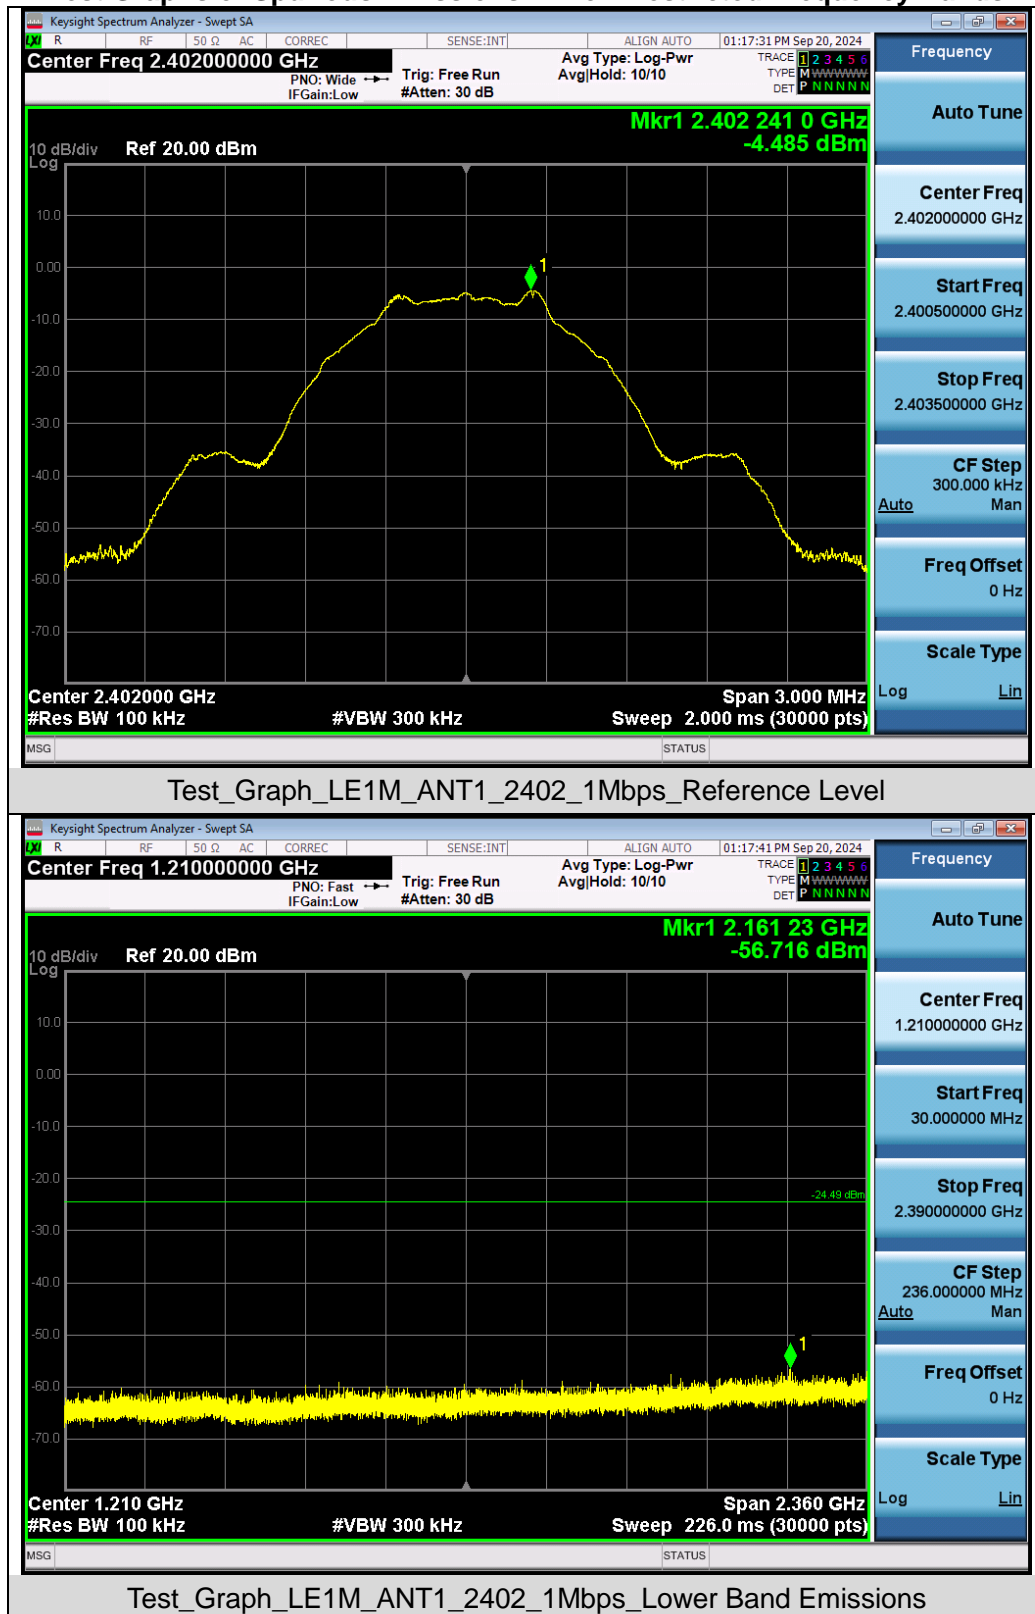 Keysight Spectrum Analyzer - Swept SA
LXI R RF 50 Ω AC CORREC SENSE:INT ALIGN AUTO 01:17:31 PM Sep 20, 2024
Center Freq 2.402000000 GHz
PNO: Wide
IFGain:Low
Trig: Free Run
#Atten: 30 dB
Avg Type: Log-Pwr
Avg|Hold: 10/10
TRACE 1 2 3 4 5 6
TYPE M WWWWW
DET P N N N N N
Mkr1 2.402 241 0 GHz
-4.485 dBm
10 dB/div Ref 20.00 dBm
Log
10.0
0.00
-10.0
-20.0
-30.0
-40.0
-50.0
-60.0
-70.0
1
Center 2.402000 GHz Span 3.000 MHz
#Res BW 100 kHz #VBW 300 kHz Sweep 2.000 ms (30000 pts)
MSG STATUS
Frequency
Auto Tune
Center Freq
2.402000000 GHz
Start Freq
2.400500000 GHz
Stop Freq
2.403500000 GHz
CF Step
300.000 kHz
Auto Man
Freq Offset
0 Hz
Scale Type
Log Lin
Test_Graph_LE1M_ANT1_2402_1Mbps_Reference Level
Keysight Spectrum Analyzer - Swept SA
LXI R RF 50 Ω AC CORREC SENSE:INT ALIGN AUTO 01:17:41 PM Sep 20, 2024
Center Freq 1.210000000 GHz
PNO: Fast
IFGain:Low
Trig: Free Run
#Atten: 30 dB
Avg Type: Log-Pwr
Avg|Hold: 10/10
TRACE 1 2 3 4 5 6
TYPE M WWWWW
DET P N N N N N
Mkr1 2.161 23 GHz
-56.716 dBm
10 dB/div Ref 20.00 dBm
Log
10.0
0.00
-10.0
-20.0
-24.49 dBm
-30.0
-40.0
-50.0
-60.0
-70.0
1
Center 1.210 GHz Span 2.360 GHz
#Res BW 100 kHz #VBW 300 kHz Sweep 226.0 ms (30000 pts)
MSG STATUS
Frequency
Auto Tune
Center Freq
1.210000000 GHz
Start Freq
30.000000 MHz
Stop Freq
2.390000000 GHz
CF Step
236.000000 MHz
Auto Man
Freq Offset
0 Hz
Scale Type
Log Lin
Test_Graph_LE1M_ANT1_2402_1Mbps_Lower Band Emissions